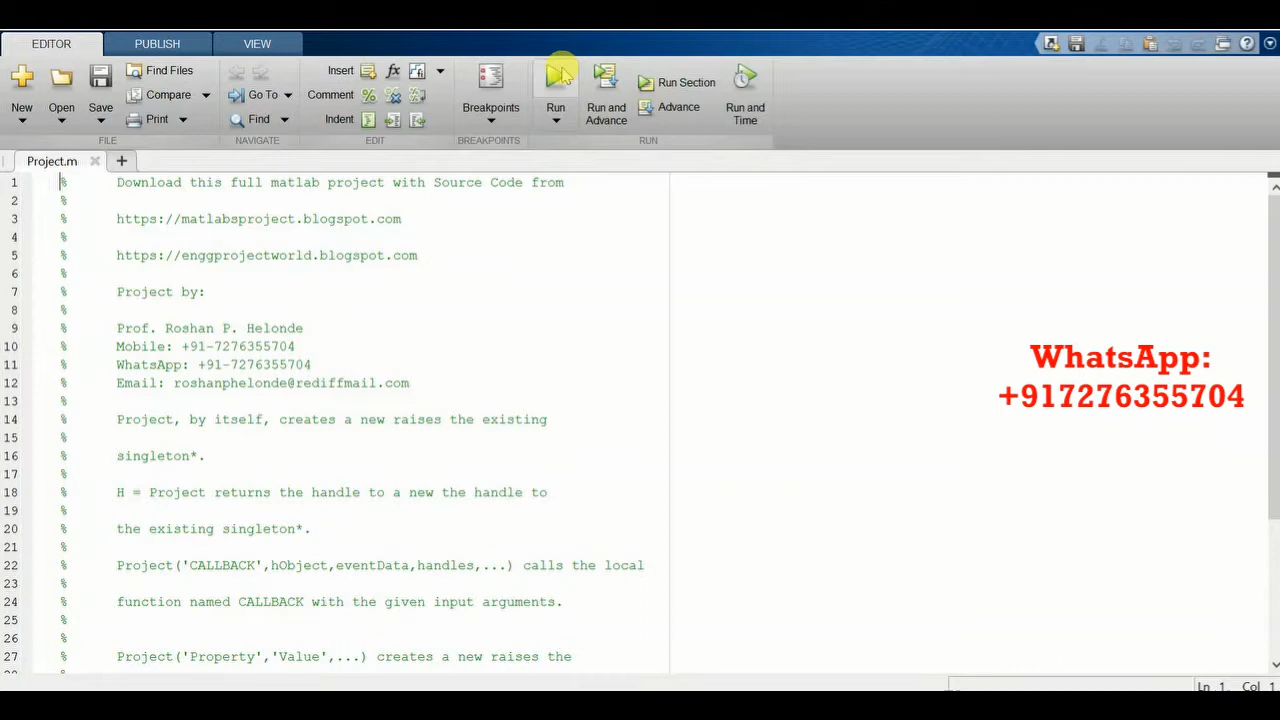 EDITOR PUBLISH VIEW
Find Files Insert fx Run Section
Compare Go To Comment Advance
New Open Save Breakpoints Run Run and Advance Run and Time
Print Find Indent
FILE NAVIGATE EDIT BREAKPOINTS RUN
Project.m
1 % Download this full matlab project with Source Code from
2 %
3 % https://matlabsproject.blogspot.com
4 %
5 % https://enggprojectworld.blogspot.com
6 %
7 % Project by:
8 %
9 % Prof. Roshan P. Helonde
10 % Mobile: +91-7276355704
11 % WhatsApp: +91-7276355704
12 % Email: roshanphelonde@rediffmail.com
13 %
14 % Project, by itself, creates a new raises the existing
15 %
16 % singleton*.
17 %
18 % H = Project returns the handle to a new the handle to
19 %
20 % the existing singleton*.
21 %
22 % Project('CALLBACK',hObject,eventData,handles,...) calls the local
23 %
24 % function named CALLBACK with the given input arguments.
25 %
26 %
27 % Project('Property','Value',...) creates a new raises the
WhatsApp:
+917276355704
Ln 1 Col 1